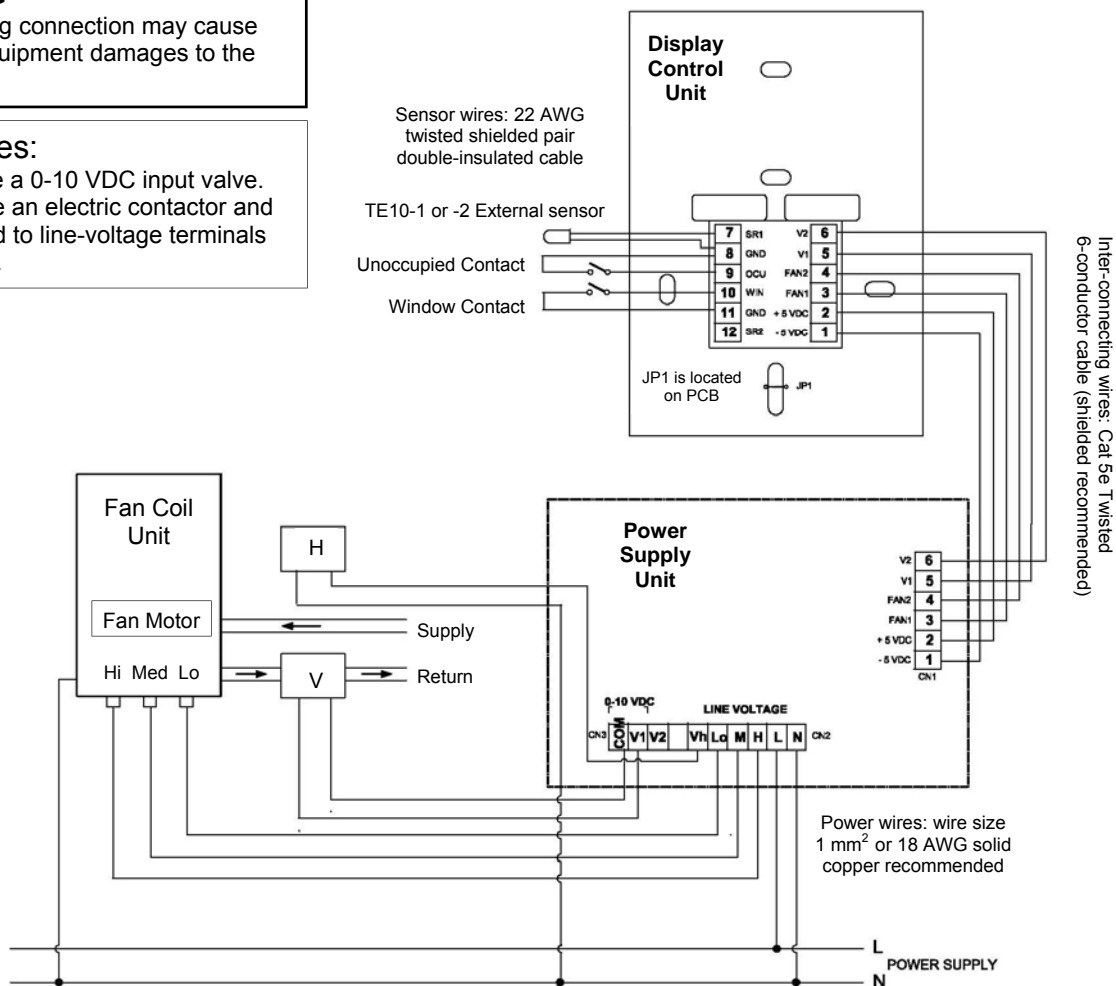 g connection may cause
quipment damages to the
es:
e a 0-10 VDC input valve.
e an electric contactor and
d to line-voltage terminals
Display
Control
Unit
Sensor wires: 22 AWG
twisted shielded pair
double-insulated cable
TE10-1 or -2 External sensor
Unoccupied Contact
Window Contact
7 SR1 V2 6
8 GND V1 5
9 OCU FAN2 4
10 WIN FAN1 3
11 GND + 5 VDC 2
12 SR2 - 5 VDC 1
JP1 is located
on PCB
JP1
Inter-connecting wires: Cat 5e Twisted
6-conductor cable (shielded recommended)
Fan Coil
Unit
Fan Motor
Hi Med Lo
H
V
Supply
Return
Power
Supply
Unit
V2 6
V1 5
FAN2 4
FAN1 3
+ 5 VDC 2
- 5 VDC 1
CN1
0-10 VDC
LINE VOLTAGE
CN3 COM V1 V2 Vh Lo M H L N CN2
Power wires: wire size
1 mm² or 18 AWG solid
copper recommended
L
POWER SUPPLY
N